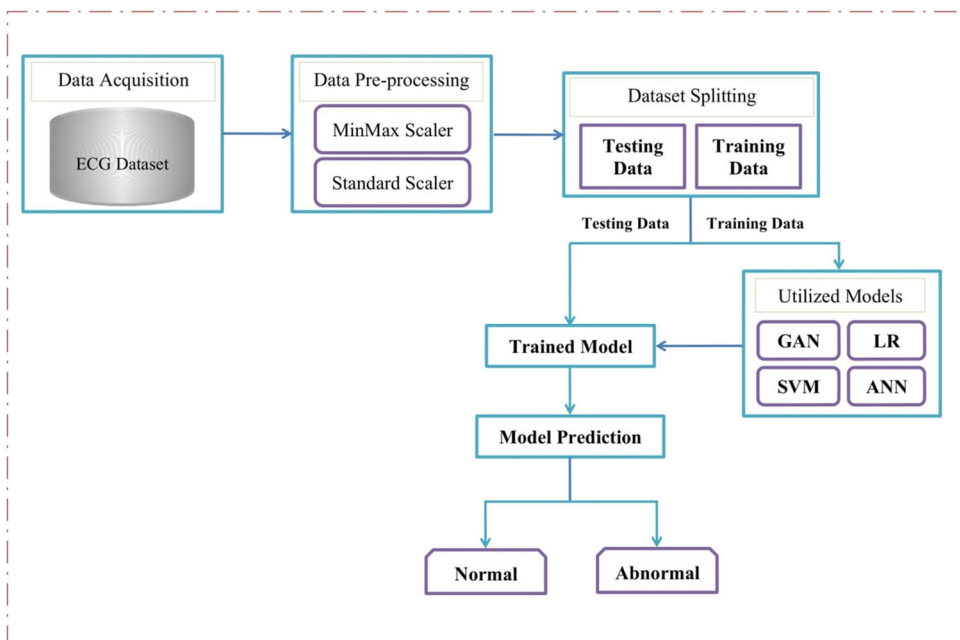 Data Acquisition
ECG Dataset
Data Pre-processing
MinMax Scaler
Standard Scaler
Dataset Splitting
Testing
Data
Training
Data
Testing Data
Training Data
Utilized Models
GAN
LR
SVM
ANN
Trained Model
Model Prediction
Normal
Abnormal